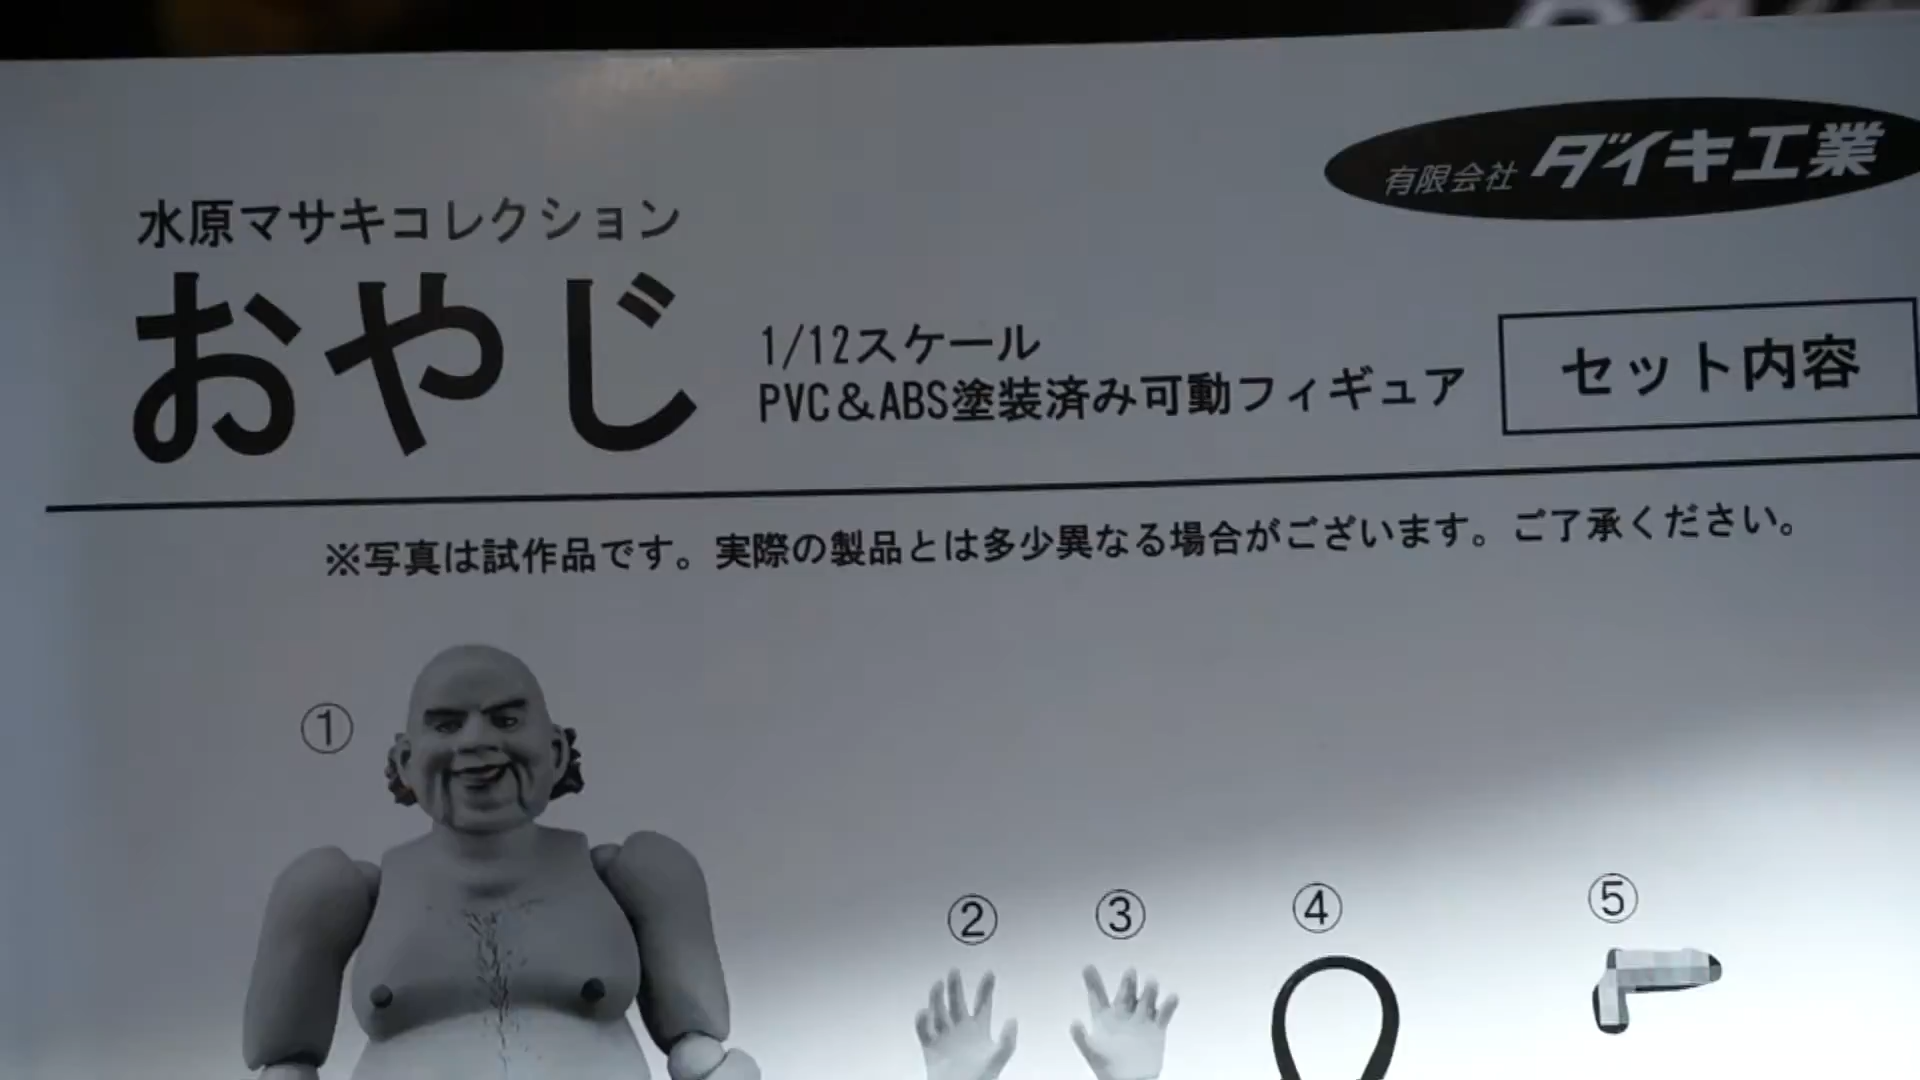 有限会社 ダイキ工業
水原マサキコレクション
おやじ
1/12スケール
PVC&ABS塗装済み可動フィギュア
セット内容
※写真は試作品です。実際の製品とは多少異なる場合がございます。ご了承ください。
①
②
③
④
⑤